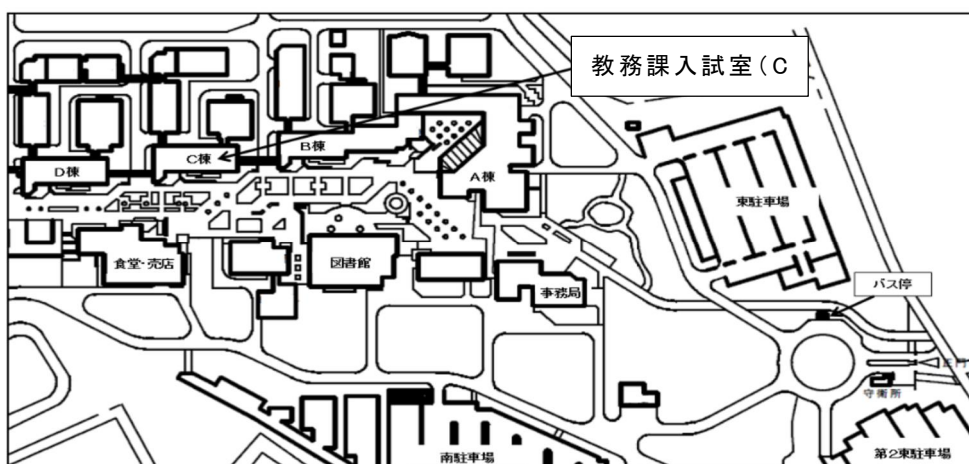 教務課入試室(C
B棟
C棟
D棟
A棟
東駐車場
食堂・売店
図書館
事務局
バス停
正門
守衛所
南駐車場
第2東駐車場